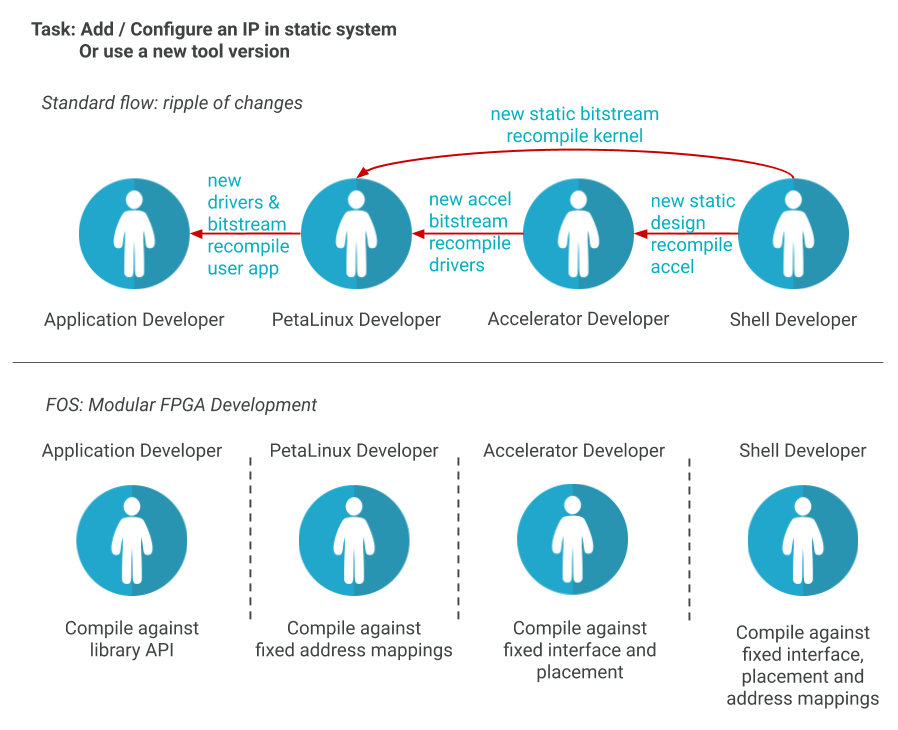 Task: Add / Configure an IP in static system
Or use a new tool version
Standard flow: ripple of changes
new static bitstream
recompile kernel
new
drivers &
bitstream
recompile
user app
new accel
bitstream
recompile
drivers
new static
design
recompile
accel
Application Developer
PetaLinux Developer
Accelerator Developer
Shell Developer
FOS: Modular FPGA Development
Application Developer
PetaLinux Developer
Accelerator Developer
Shell Developer
Compile against
library API
Compile against
fixed address mappings
Compile against
fixed interface and
placement
Compile against
fixed interface,
placement and
address mappings